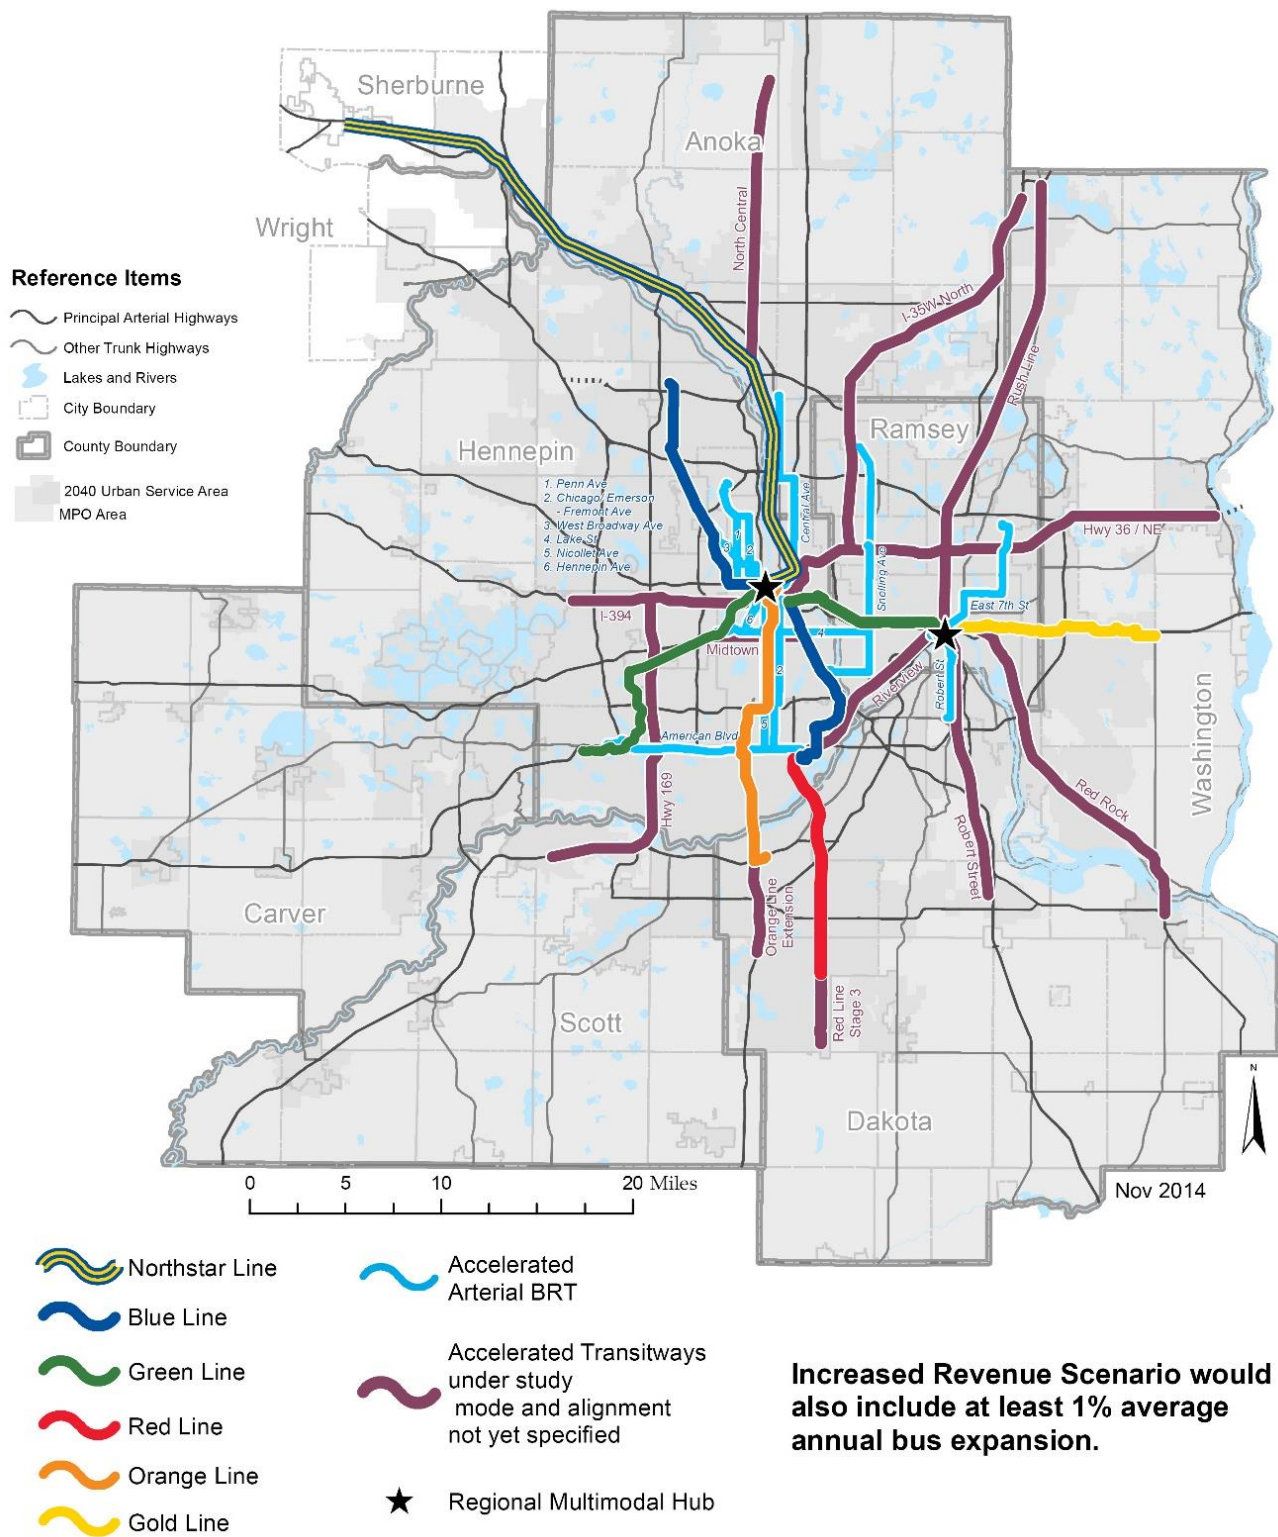 Sherburne
Anoka
Wright
North Central
Reference Items
Principal Arterial Highways
Other Trunk Highways
Lakes and Rivers
City Boundary
County Boundary
2040 Urban Service Area
MPO Area
I-35W North
Rush Line
Ramsey
Hennepin
1. Penn Ave
2. Chicago/ Emerson
- Fremont Ave
3. West Broadway Ave
4. Lake St
5. Nicollet Ave
6. Hennepin Ave
Central Ave
Snelling Ave
Hwy 36 / NE
1
2
3
East 7th St
I-394
6
4
Midtown
2
Riverview
Robert St
5
American Blvd
Washington
Hwy 169
Red Rock
Robert Street
Orange Line
Extension
Carver
Red Line
Stage 3
Scott
Dakota
N
Nov 2014
0 5 10 20 Miles
Northstar Line
Blue Line
Green Line
Red Line
Orange Line
Gold Line
Accelerated
Arterial BRT
Accelerated Transitways
under study
mode and alignment
not yet specified
Regional Multimodal Hub
Increased Revenue Scenario would
also include at least 1% average
annual bus expansion.